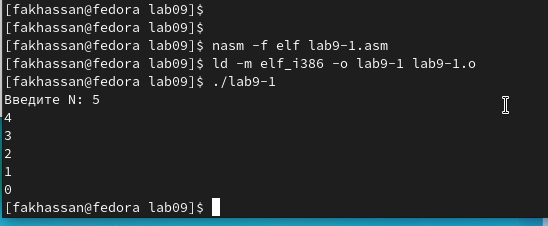 [fakhassan@fedora lab09]$
[fakhassan@fedora lab09]$
[fakhassan@fedora lab09]$ nasm -f elf lab9-1.asm
[fakhassan@fedora lab09]$ ld -m elf_i386 -o lab9-1 lab9-1.o
[fakhassan@fedora lab09]$ ./lab9-1
Введите N: 5
4
3
2
1
0
[fakhassan@fedora lab09]$